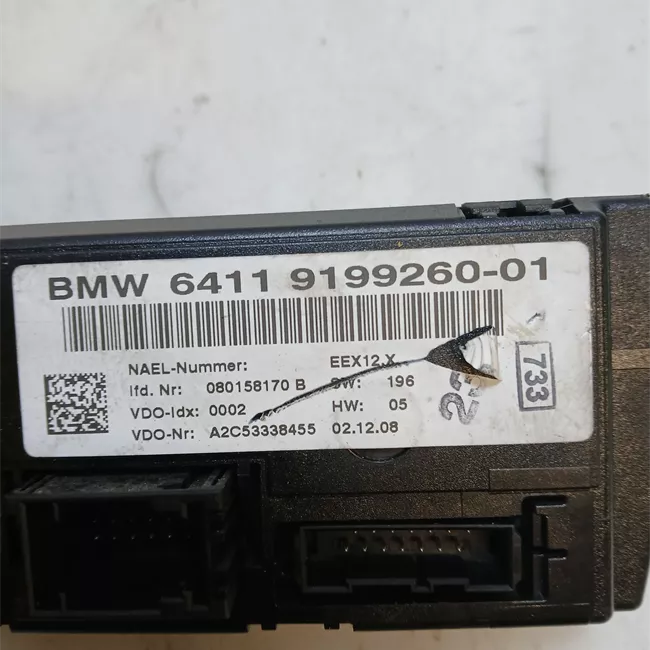 BMW 6411 9199260-01
NAEL-Nummer: EEX12.X
lfd. Nr: 080158170 B SW: 196
VDO-Idx: 0002 HW: 05
VDO-Nr: A2C53338455 02.12.08
733